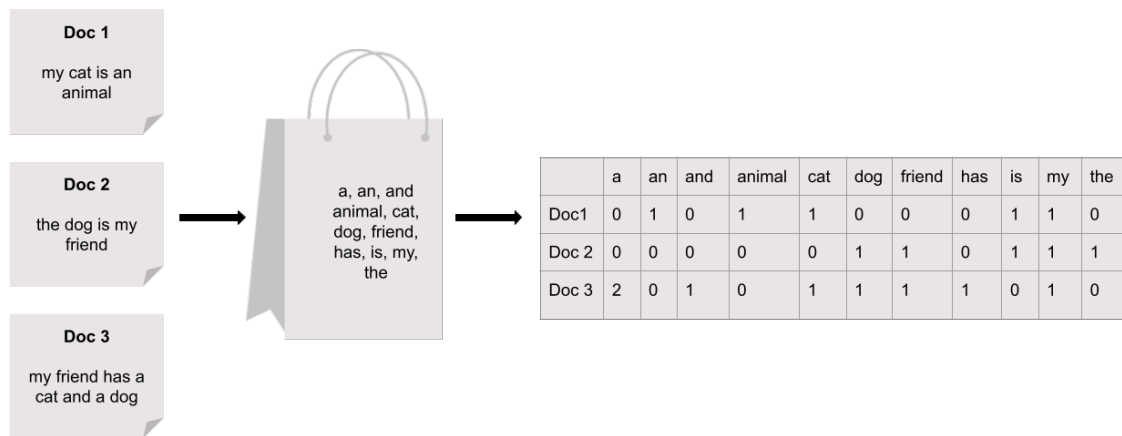 Doc 1
my cat is an
animal
Doc 2
the dog is my
friend
Doc 3
my friend has a
cat and a dog
a, an, and
animal, cat,
dog, friend,
has, is, my,
the
a an and animal cat dog friend has is my the
Doc1 0 1 0 1 1 0 0 0 1 1 0
Doc 2 0 0 0 0 0 1 1 0 1 1 1
Doc 3 2 0 1 0 1 1 1 1 0 1 0